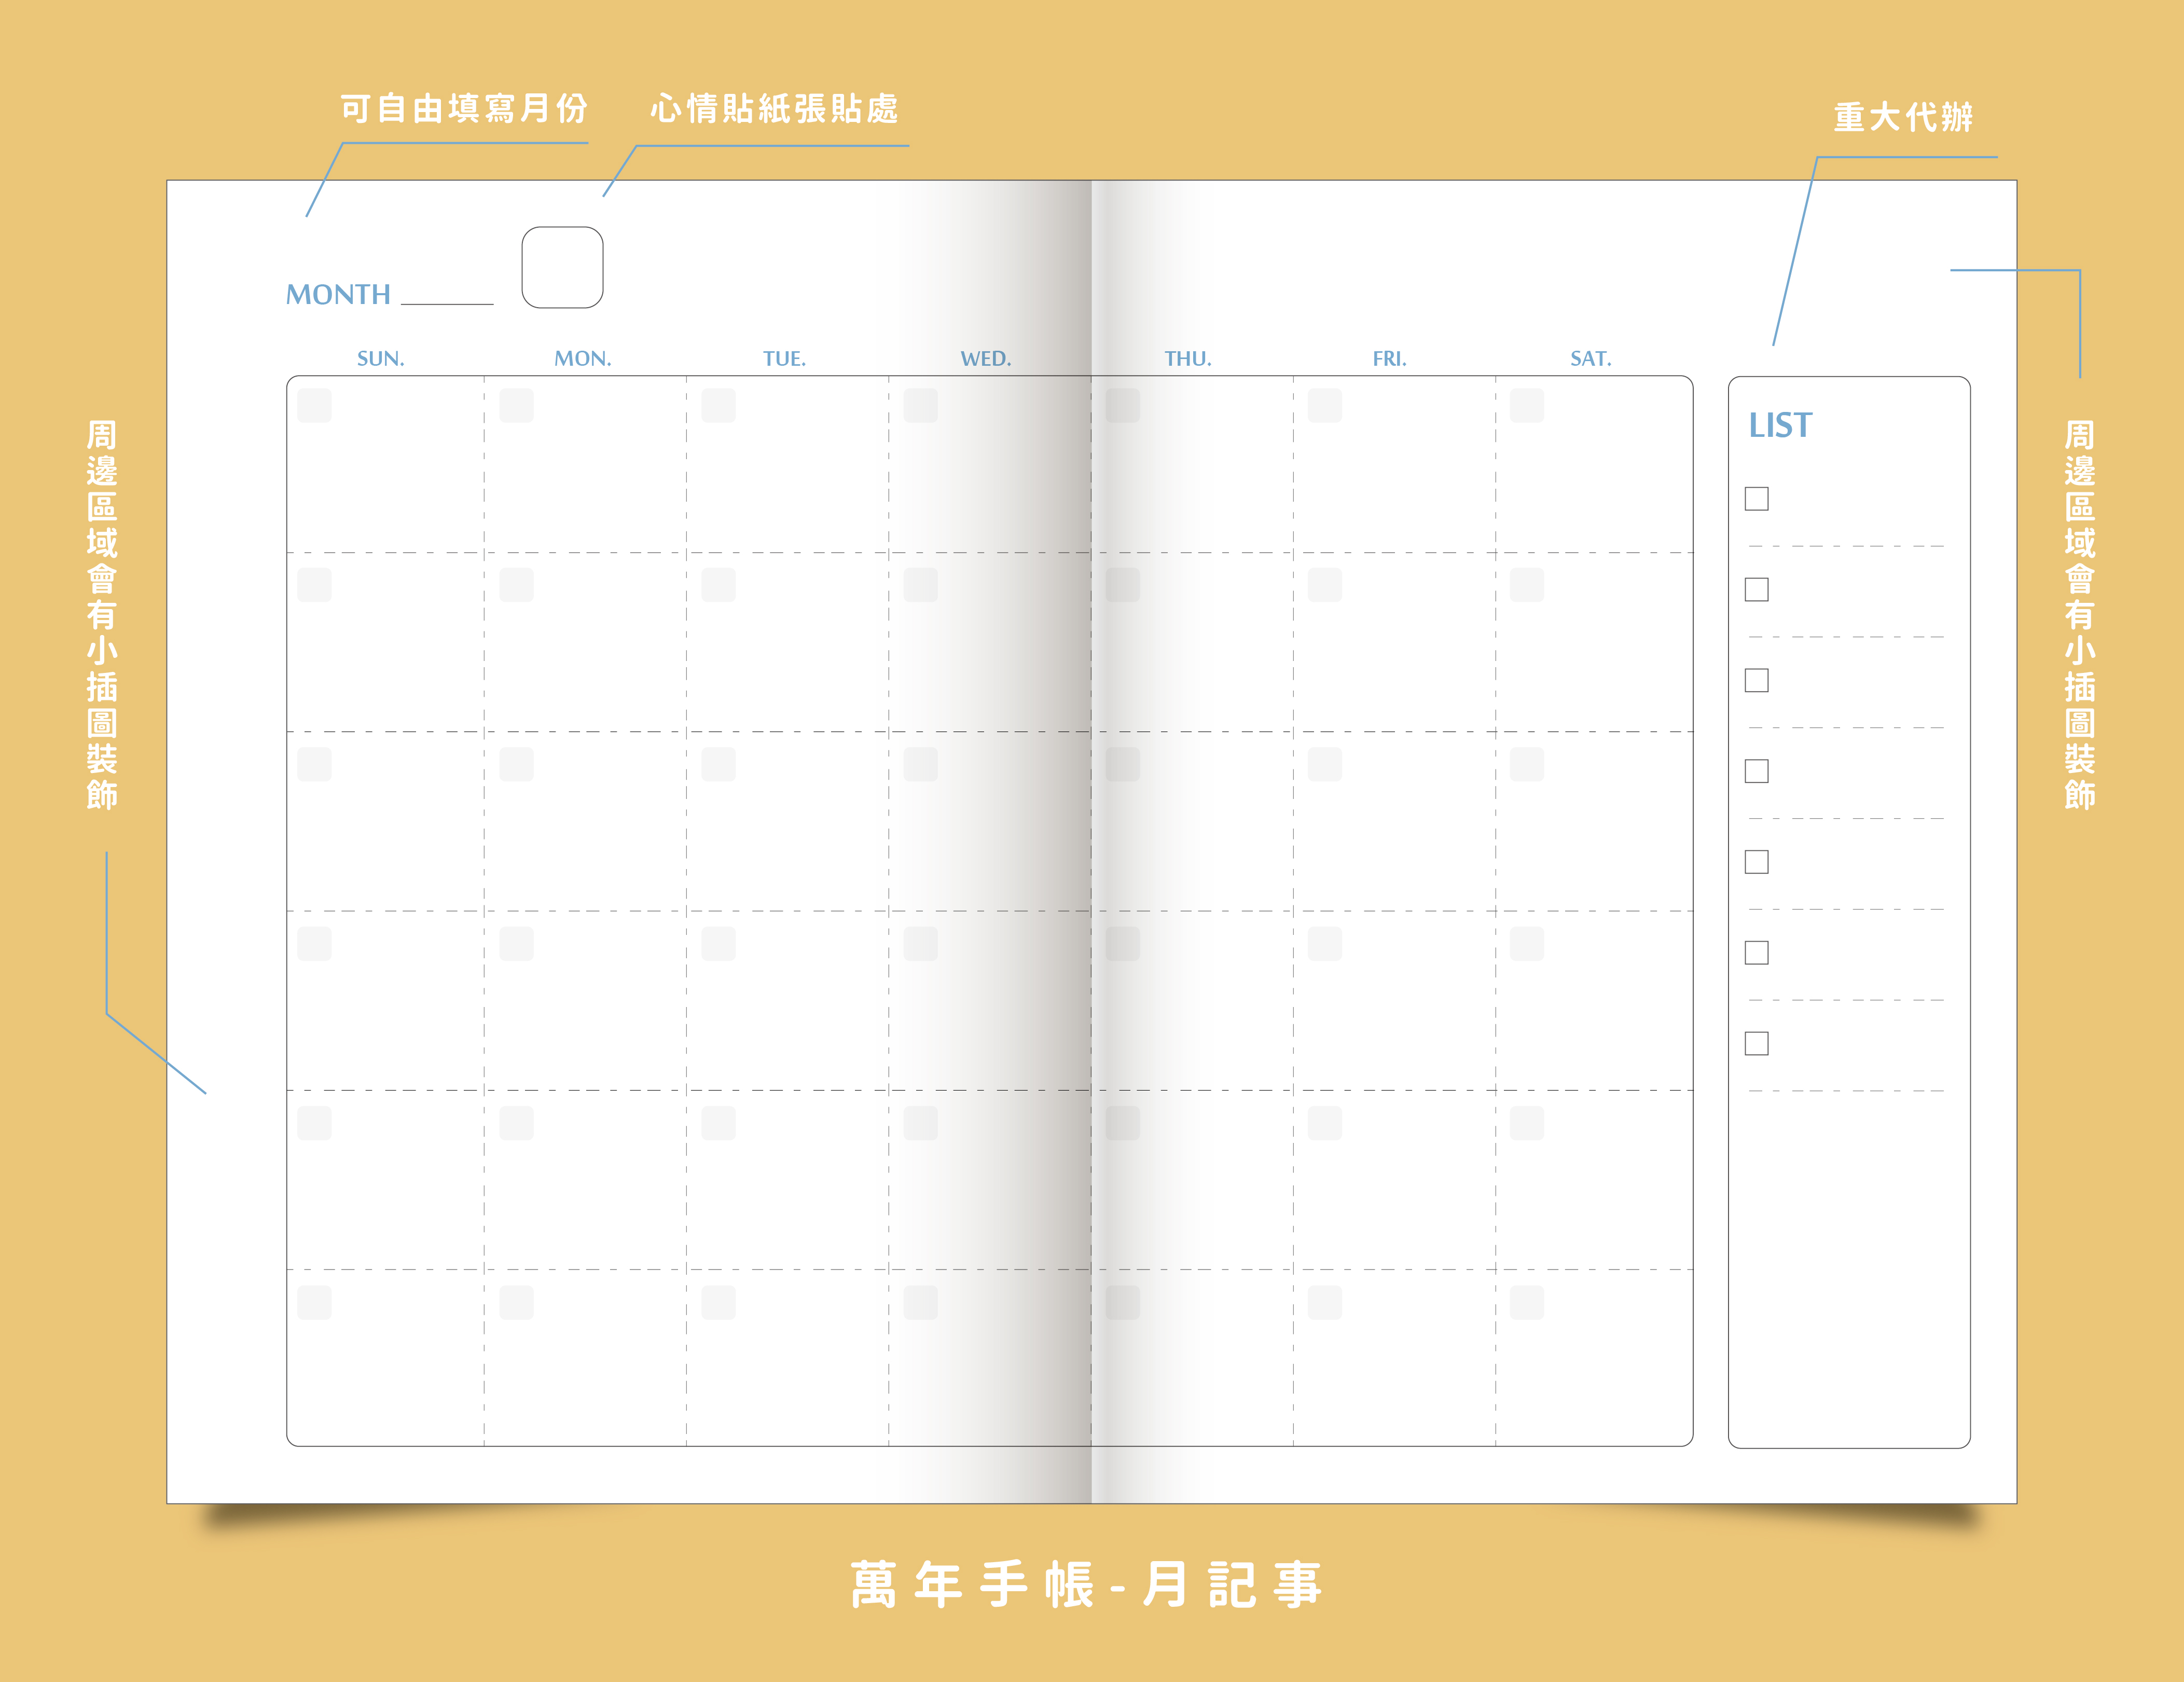 可自由填寫月份
心情貼紙張貼處
重大代辦
MONTH
SUN. MON. TUE. WED. THU. FRI. SAT.
LIST
周邊區域會有小插圖裝飾
周邊區域會有小插圖裝飾
萬年手帳-月記事